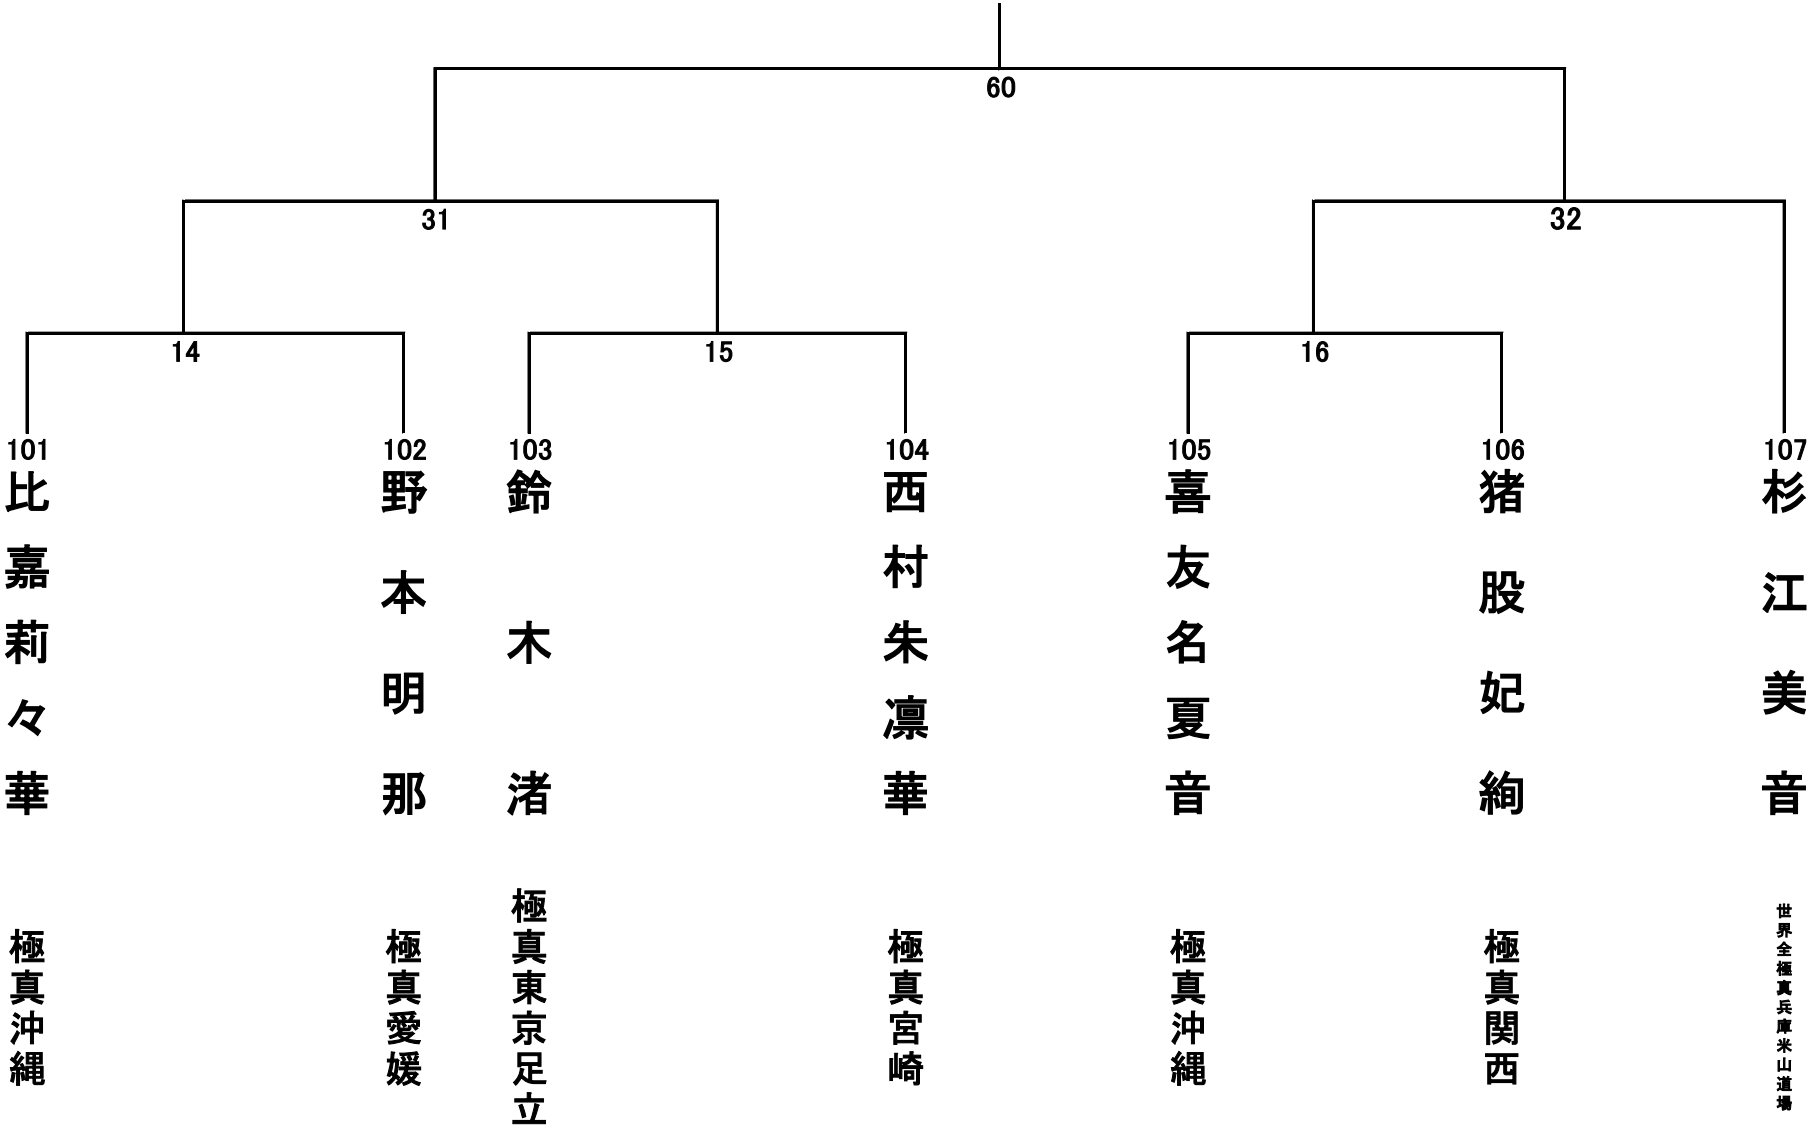 60
31
32
14
15
16
101
比嘉莉々華
極真沖縄
102
野本明那
極真愛媛
103
鈴木渚
極真東京足立
104
西村朱凛華
極真宮崎
105
喜友名夏音
極真沖縄
106
猪股妃絢
極真関西
107
杉江美音
世界全極真兵庫米山道場